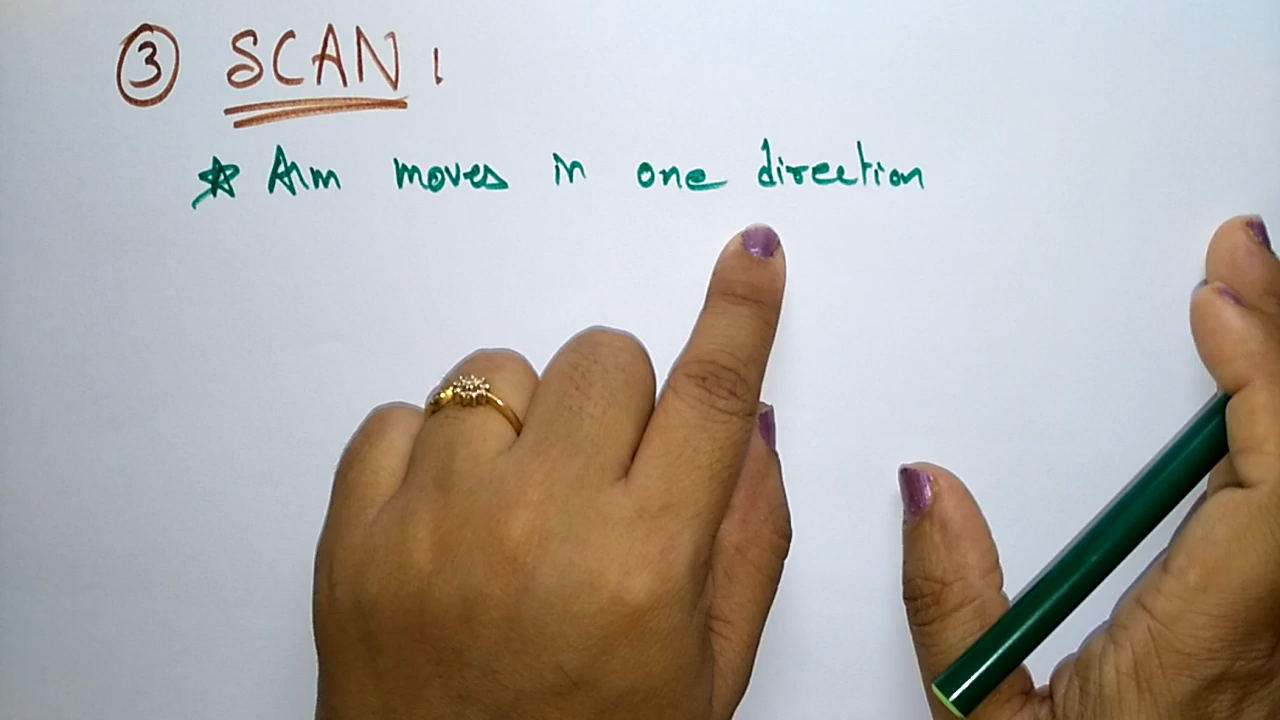 ③ SCAN :
☆ Arm moves in one direction